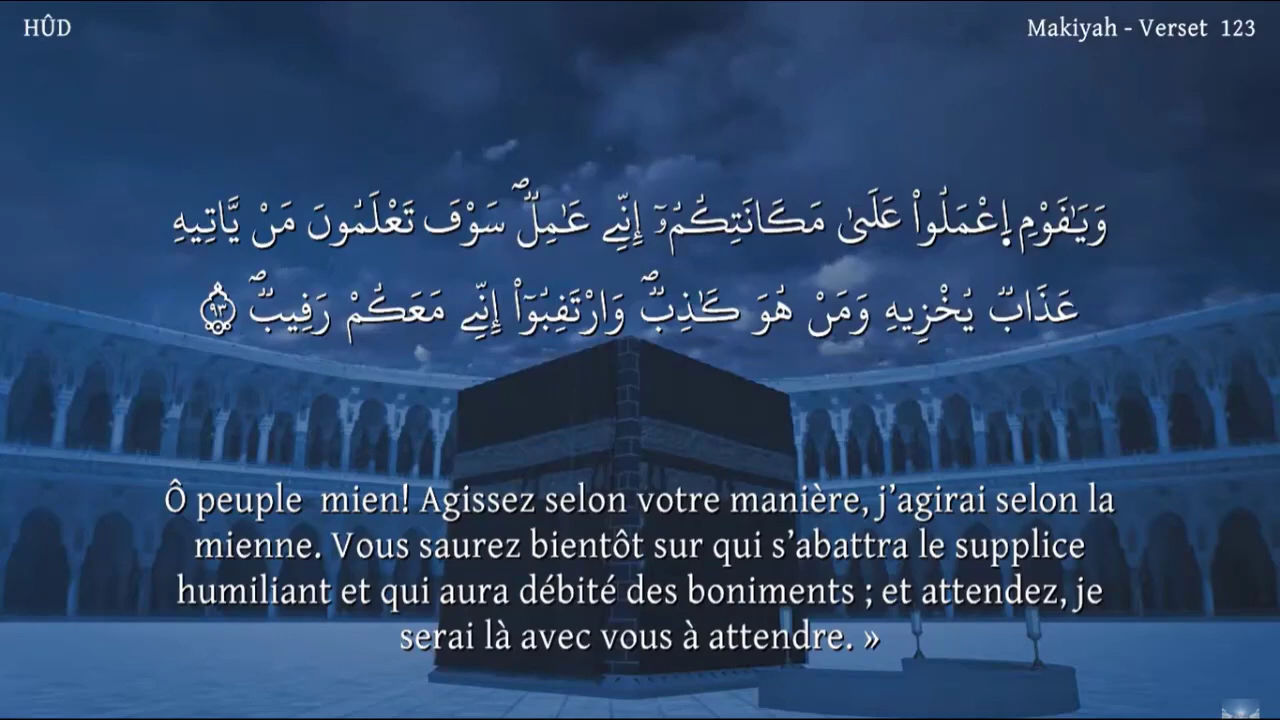 HÛD
Makiyah - Verset 123
وَيَٰقَوْمِ اِ۪عْمَلُواْ عَلَىٰ مَكَانَتِكُمُۥٓ إِنِّے عَٰمِلٞۖ سَوْفَ تَعْلَمُونَ مَنْ يَّاتِيهِ
عَذَابٞ يُخْزِيهِ وَمَنْ هُوَ كَٰذِبٞۖ وَارْتَقِبُوٓاْ إِنِّے مَعَكُمْ رَقِيبٞۖ ٩٣
Ô peuple mien! Agissez selon votre manière, j’agirai selon la
mienne. Vous saurez bientôt sur qui s’abattra le supplice
humiliant et qui aura débité des boniments ; et attendez, je
serai là avec vous à attendre. »